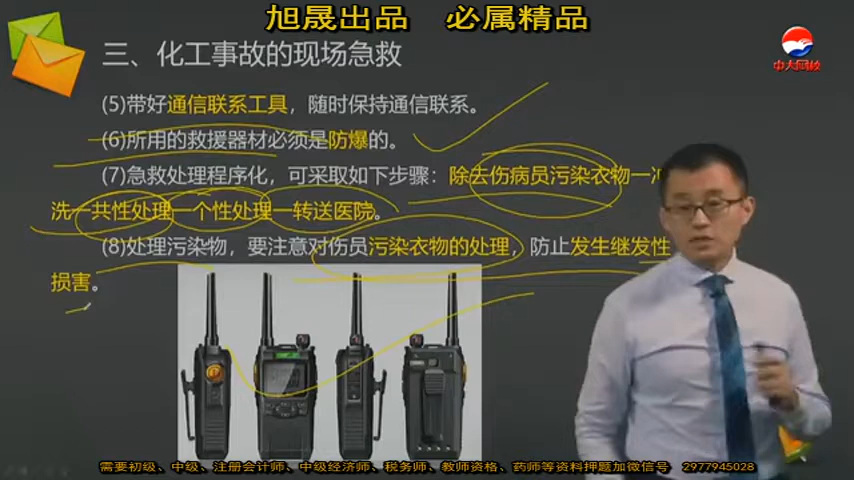 旭晟出品 必属精品
三、化工事故的现场急救
中大网校
(5)带好通信联系工具，随时保持通信联系。
(6)所用的救援器材必须是防爆的。
(7)急救处理程序化，可采取如下步骤：除去伤病员污染衣物一冲
洗一共性处理一个性处理一转送医院。
(8)处理污染物，要注意对伤员污染衣物的处理，防止发生继发性
损害。
需要初级、中级、注册会计师、中级经济师、税务师、教师资格、药师等资料押题加微信号 2977945028